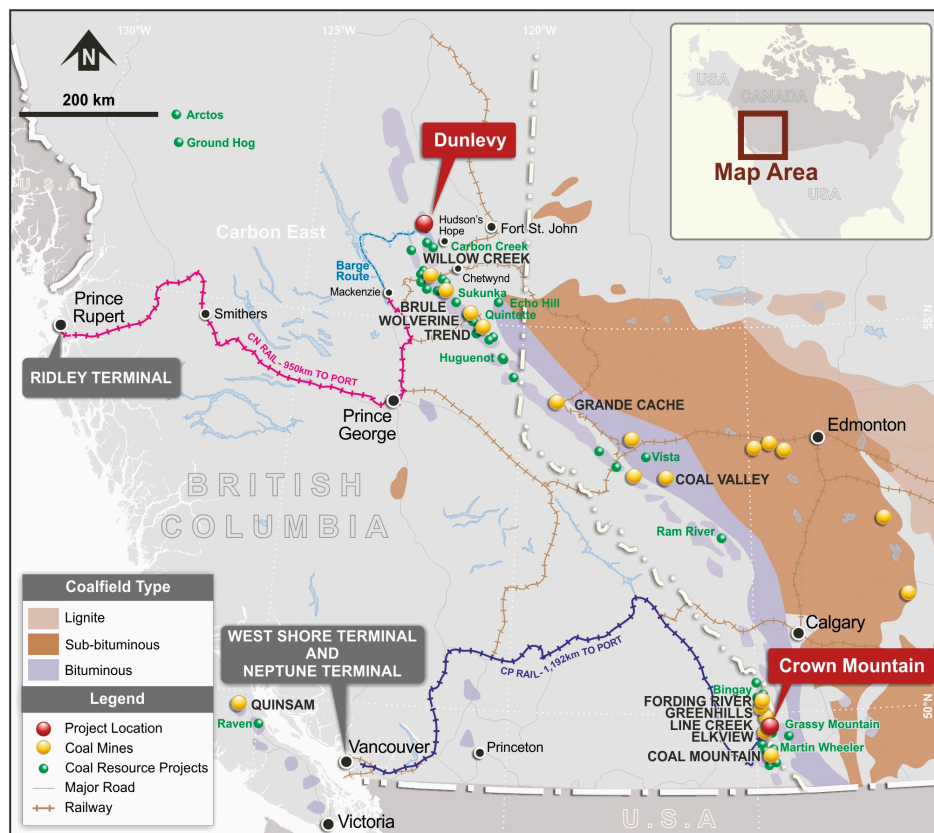 130°W
125°W
120°W
N
200 km
Arctos
Ground Hog
U.S.A
USA
CANADA
USA
Map Area
Dunlevy
Hudson's
Hope
Fort St. John
Carbon East
Carbon Creek
WILLOW CREEK
Barge
Route
Chetwynd
Mackenzie
Sukunka
Echo Hill
BRULE
Quintette
WOLVERINE
TREND
55°N
Prince
Rupert
Smithers
CN RAIL - 950km TO PORT
Huguenot
RIDLEY TERMINAL
Prince
George
GRANDE CACHE
Edmonton
Vista
COAL VALLEY
BRITISH
COLUMBIA
Ram River
Coalfield Type
Lignite
Sub-bituminous
Bituminous
Legend
Project Location
Coal Mines
Coal Resource Projects
Major Road
Railway
WEST SHORE TERMINAL
AND
NEPTUNE TERMINAL
CP RAIL - 1,192km TO PORT
Calgary
Crown Mountain
Bingay
FORDING RIVER
GREENHILLS
LINE CREEK
ELKVIEW
COAL MOUNTAIN
Grassy Mountain
Martin Wheeler
50°N
QUINSAM
Raven
Vancouver
Princeton
Victoria
U.S.A